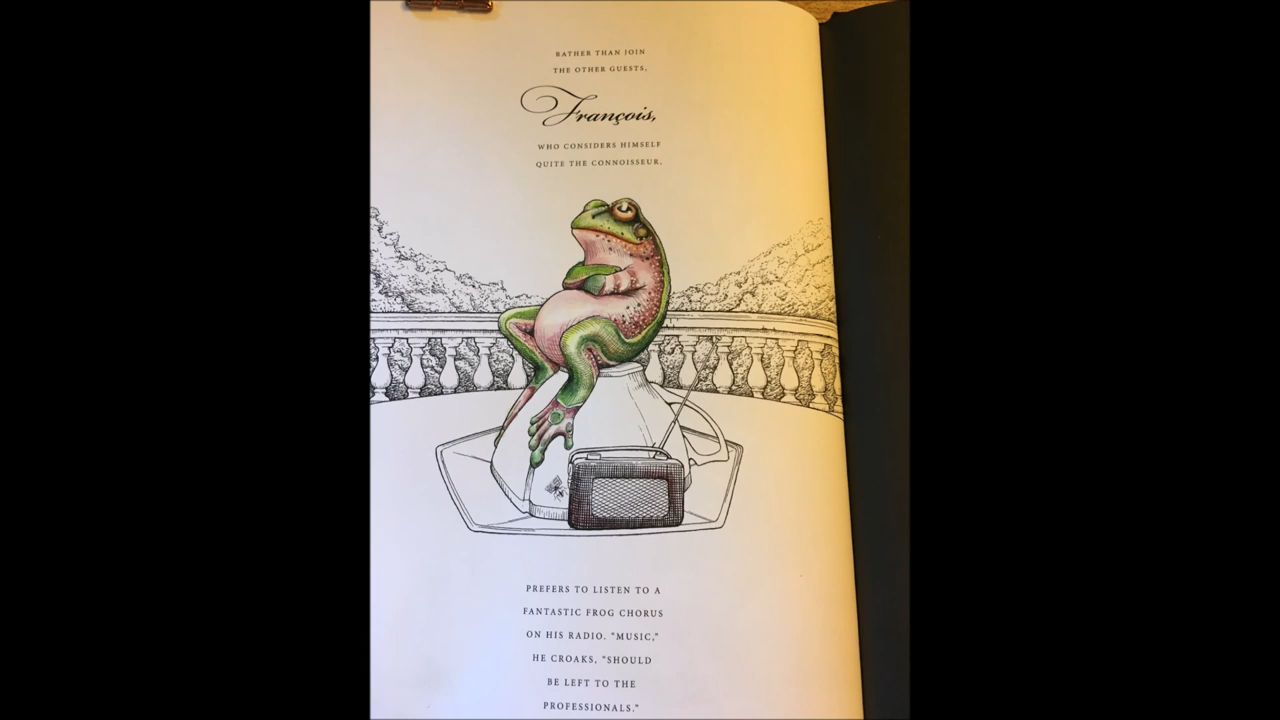 RATHER THAN JOIN
THE OTHER GUESTS,
François,
WHO CONSIDERS HIMSELF
QUITE THE CONNOISSEUR,
PREFERS TO LISTEN TO A
FANTASTIC FROG CHORUS
ON HIS RADIO. “MUSIC,”
HE CROAKS, “SHOULD
BE LEFT TO THE
PROFESSIONALS.”